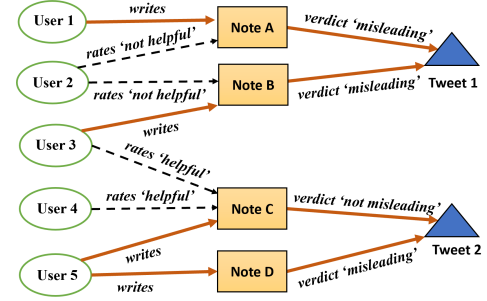 User 1
writes
Note A
verdict 'misleading'
rates 'not helpful'
Tweet 1
User 2
rates 'not helpful'
Note B
verdict 'misleading'
writes
User 3
rates 'helpful'
User 4
rates 'helpful'
Note C
verdict 'not misleading'
Tweet 2
writes
User 5
writes
Note D
verdict 'misleading'